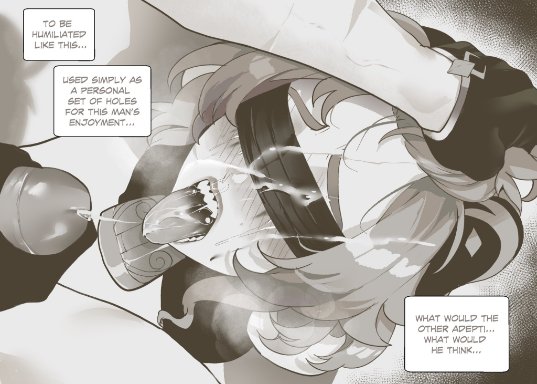 TO BE
HUMILIATED
LIKE THIS...
USED SIMPLY AS
A PERSONAL
SET OF HOLES
FOR THIS MAN'S
ENJOYMENT...
WHAT WOULD THE
OTHER ADEPTI...
WHAT WOULD
HE THINK...